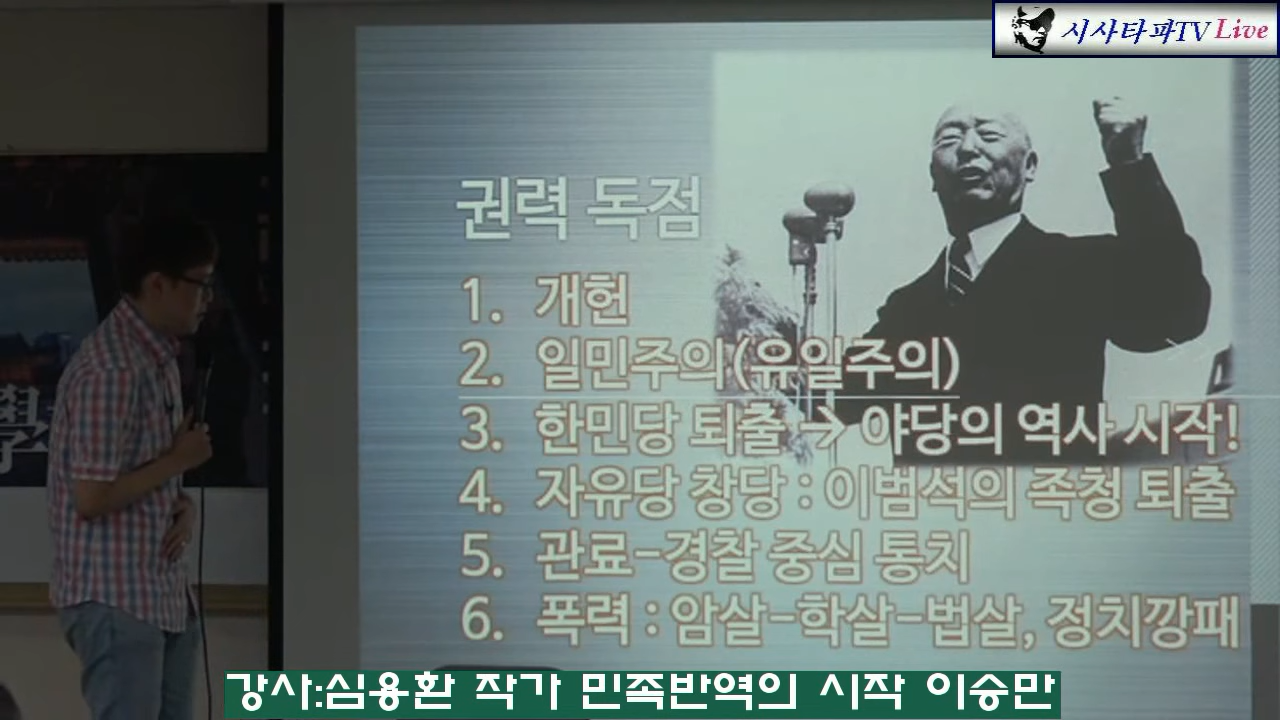 시사타파TV Live
권력 독점
1. 개헌
2. 일민주의(유일주의)
3. 한민당 퇴출 → 야당의 역사 시작!
4. 자유당 창당 : 이범석의 족청 퇴출
5. 관료-경찰 중심 통치
6. 폭력 : 암살-학살-법살, 정치깡패
강사:심용환 작가 민족반역의 시작 이승만